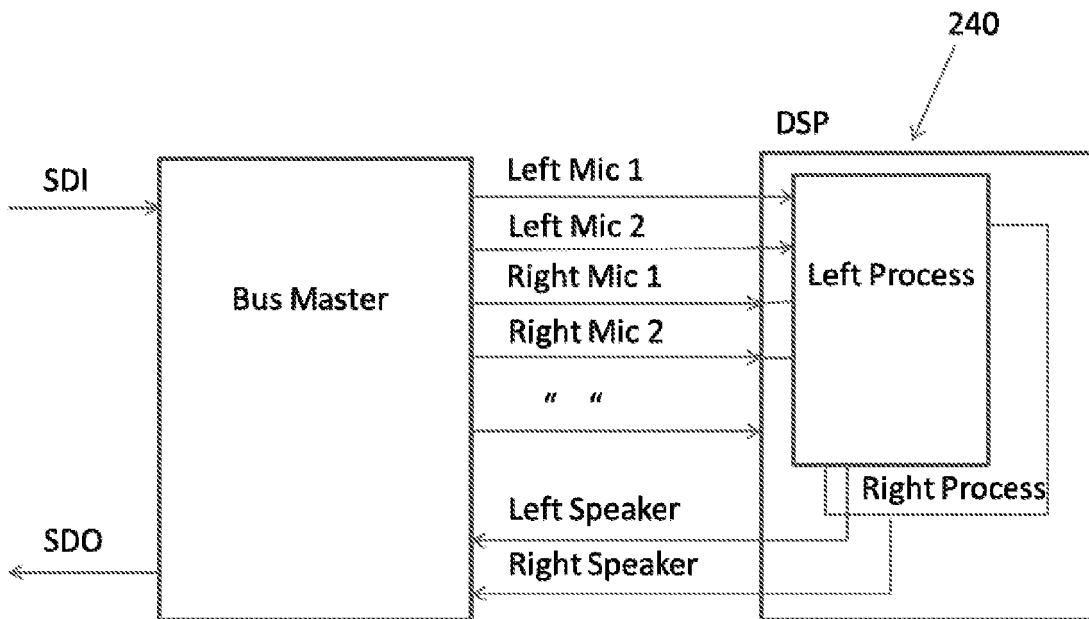 240
DSP
SDI
Left Mic 1
Left Mic 2
Right Mic 1
Right Mic 2
“ “
Bus Master
Left Process
Right Process
Left Speaker
Right Speaker
SDO